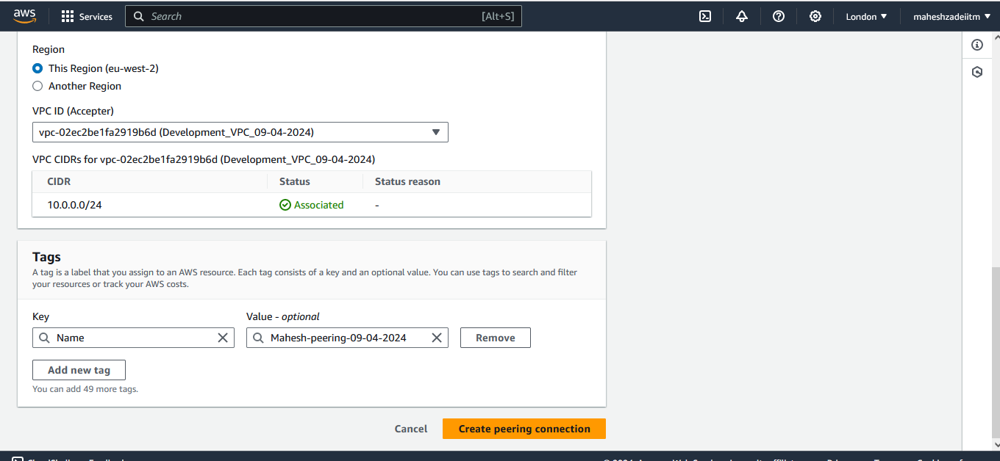 aws
Services
Search
[Alt+S]
London
maheshzadeiitm
Region
This Region (eu-west-2)
Another Region
VPC ID (Accepter)
vpc-02ec2be1fa2919b6d (Development_VPC_09-04-2024)
VPC CIDRs for vpc-02ec2be1fa2919b6d (Development_VPC_09-04-2024)
CIDR Status Status reason
10.0.0.0/24 Associated -
Tags
A tag is a label that you assign to an AWS resource. Each tag consists of a key and an optional value. You can use tags to search and filter
your resources or track your AWS costs.
Key Value - optional
Name Mahesh-peering-09-04-2024 Remove
Add new tag
You can add 49 more tags.
Cancel Create peering connection